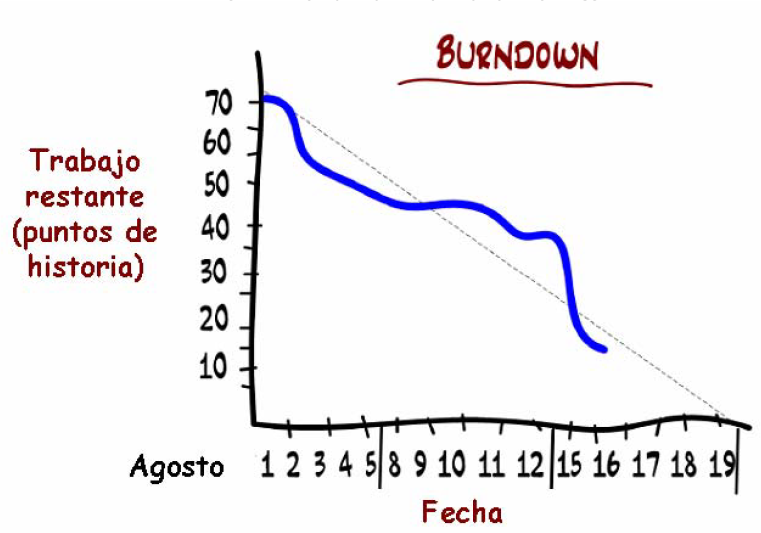 BURNDOWN
70
60
50
40
30
20
10
Trabajo
restante
(puntos de
historia)
Agosto 1 2 3 4 5 8 9 10 11 12 15 16 17 18 19
Fecha